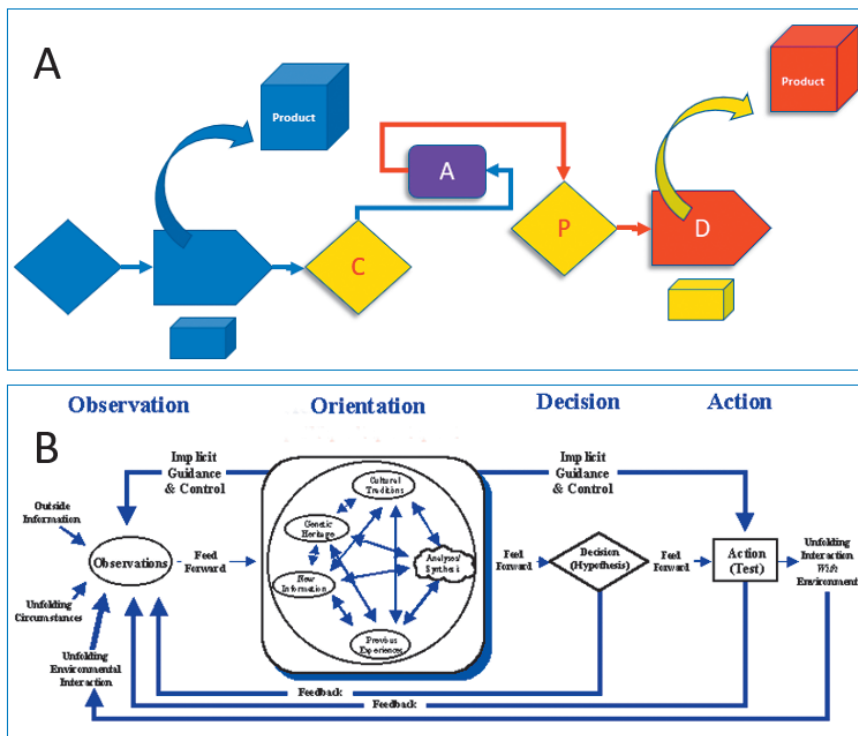 A
Product
Product
A
C
P
D
B
Observation
Orientation
Decision
Action
Implicit
Guidance
& Control
Implicit
Guidance
& Control
Cultural
Traditions
Outside
Information
Genetic
Heritage
Analyses/
Synthesis
Observations
Feed
Forward
Feed
Forward
Decision
(Hypothesis)
Feed
Forward
Action
(Test)
Unfolding
Interaction
With
Environment
New
Information
Unfolding
Circumstances
Previous
Experiences
Unfolding
Environmental
Interaction
Feedback
Feedback